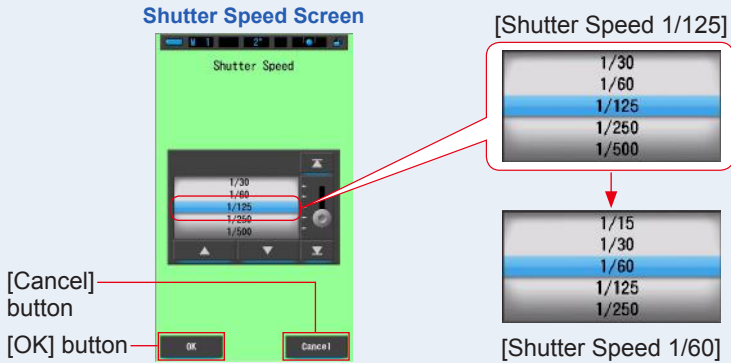 Shutter Speed Screen
M 1
2"
Shutter Speed
1/30
1/60
1/125
1/250
1/500
OK
Cancel
[Cancel]
button
[OK] button
[Shutter Speed 1/125]
1/30
1/60
1/125
1/250
1/500
1/15
1/30
1/60
1/125
1/250
[Shutter Speed 1/60]